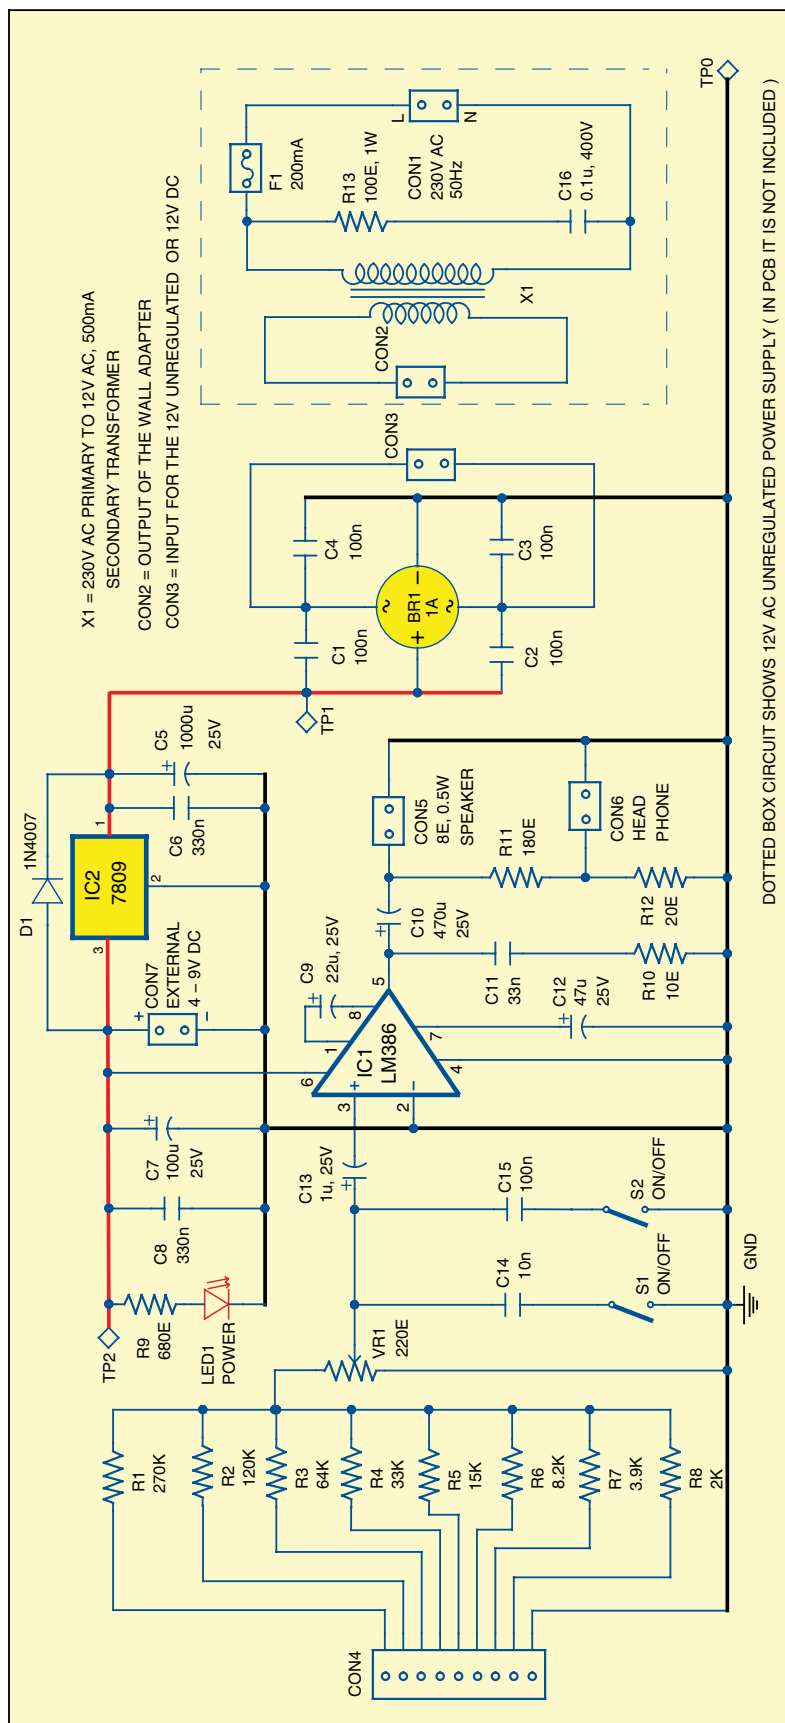 X1 = 230V AC PRIMARY TO 12V AC, 500mA
SECONDARY TRANSFORMER
CON2 = OUTPUT OF THE WALL ADAPTER
CON3 = INPUT FOR THE 12V UNREGULATED OR 12V DC
CON4
R1
270K
R2
120K
R3
64K
R4
33K
R5
15K
R6
8.2K
R7
3.9K
R8
2K
TP2
R9
680E
LED1
POWER
VR1
220E
C14
10n
S1
ON/OFF
GND
C8
330n
C7
100u
25V
+
C13
1u, 25V
+
C15
100n
S2
ON/OFF
D1
1N4007
3
IC2
7809
1
2
CON7
EXTERNAL
4 – 9V DC
+
–
C6
330n
C5
1000u
25V
+
IC1
LM386
6
1
8
3
+
2
–
5
7
4
C9
22u, 25V
+
C10
470u
25V
+
C11
33n
R10
10E
C12
47u
25V
+
CON5
8E, 0.5W
SPEAKER
R11
180E
R12
20E
CON6
HEAD
PHONE
TP1
C1
100n
C4
100n
BR1
1A
+
–
~
~
C2
100n
C3
100n
CON3
CON2
X1
F1
200mA
R13
100E, 1W
CON1
230V AC
50Hz
L
N
C16
0.1u, 400V
TP0
DOTTED BOX CIRCUIT SHOWS 12V AC UNREGULATED POWER SUPPLY ( IN PCB IT IS NOT INCLUDED )